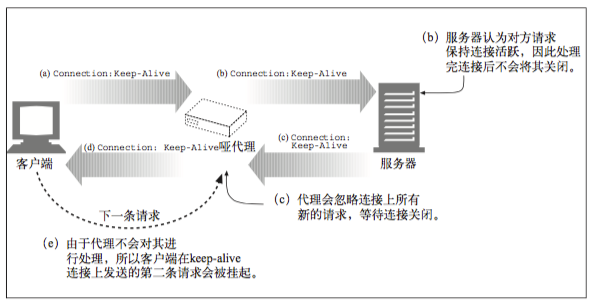 (b) 服务器认为对方请求
保持连接活跃，因此处理
完连接后不会将其关闭。
(a) Connection:Keep-Alive
(b) Connection:Keep-Alive
(d) Connection: Keep-Alive
哑代理
(c) Connection:
Keep-Alive
客户端
服务器
下一条请求
(c) 代理会忽略连接上所有
新的请求，等待连接关闭。
(e) 由于代理不会对其进
行处理，所以客户端在keep-alive
连接上发送的第二条请求会被挂起。